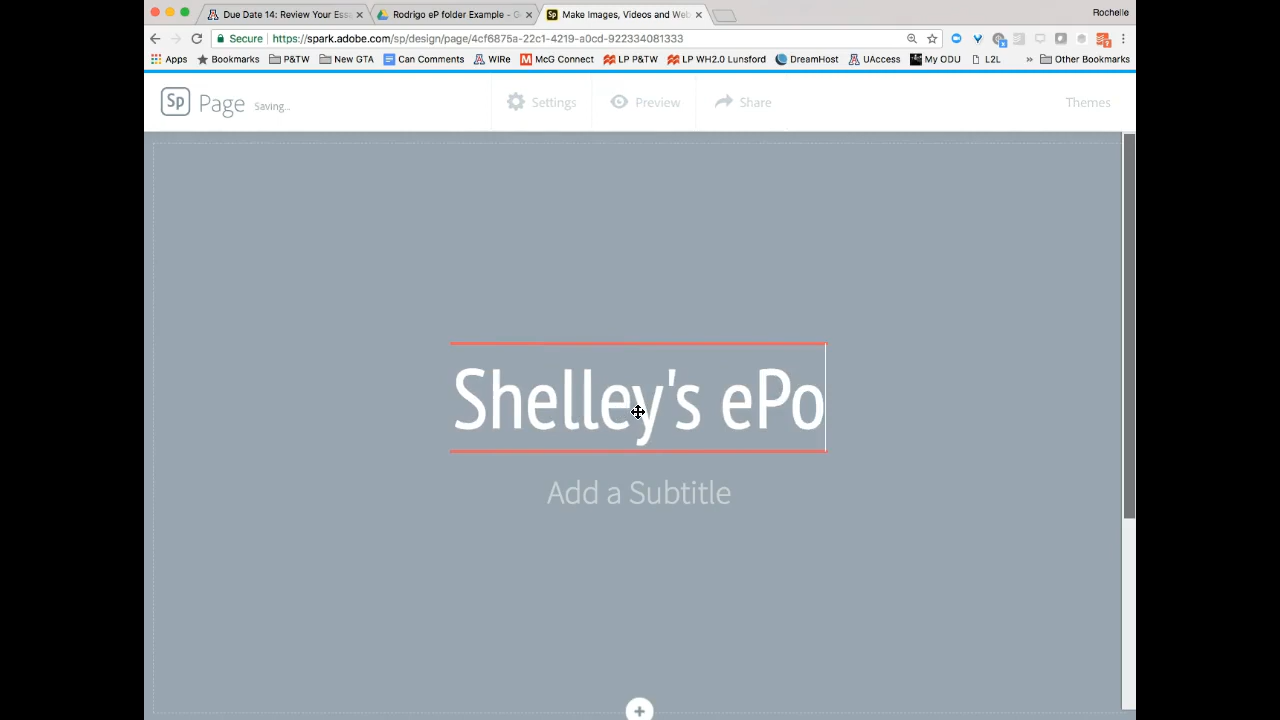 Due Date 14: Review Your Ess
Rodrigo eP folder Example - G
Make Images, Videos and Web
Rochelle
Secure https://spark.adobe.com/sp/design/page/4cf6875a-22c1-4219-a0cd-922334081333
Apps Bookmarks P&TW New GTA Can Comments WIRe McG Connect LP P&TW LP WH2.0 Lunsford DreamHost UAccess My ODU L2L » Other Bookmarks
Sp Page Saving... Settings Preview Share Themes
Shelley's ePo
Add a Subtitle